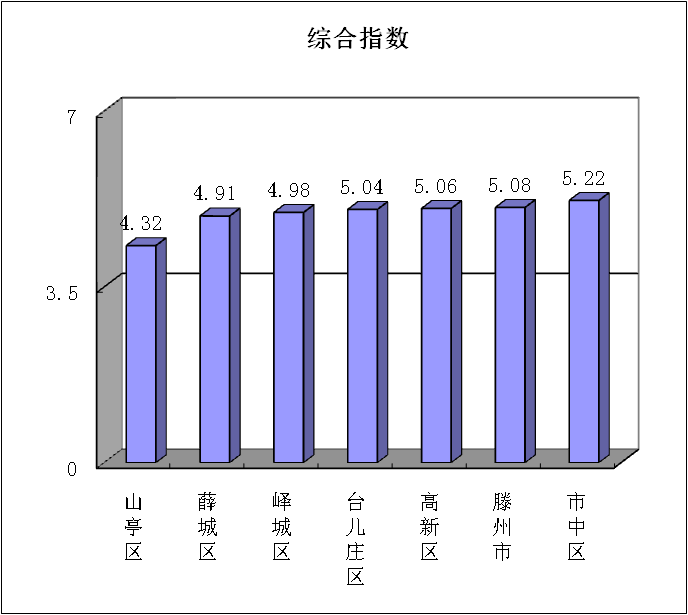 综合指数
7
3.5
0
4.32
4.91
4.98
5.04
5.06
5.08
5.22
山亭区
薛城区
峄城区
台儿庄区
高新区
滕州市
市中区